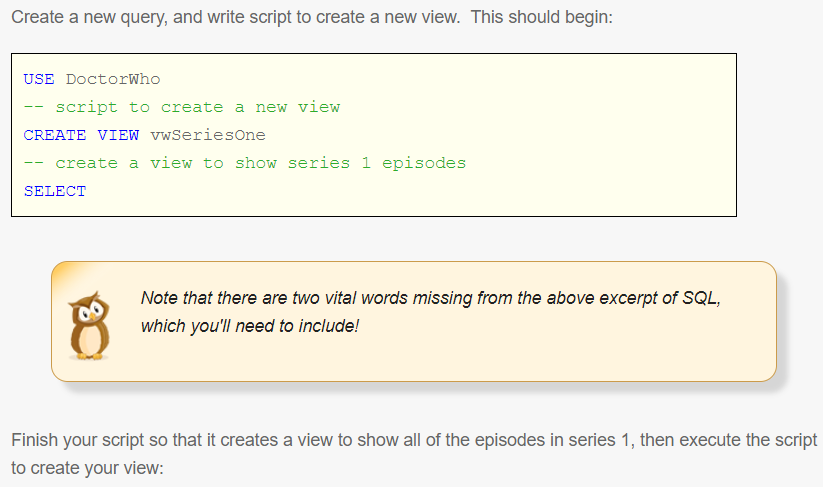 Create a new query, and write script to create a new view.  This should begin:
USE DoctorWho
-- script to create a new view
CREATE VIEW vwSeriesOne
-- create a view to show series 1 episodes
SELECT
Note that there are two vital words missing from the above excerpt of SQL,
which you'll need to include!
Finish your script so that it creates a view to show all of the episodes in series 1, then execute the script
to create your view: